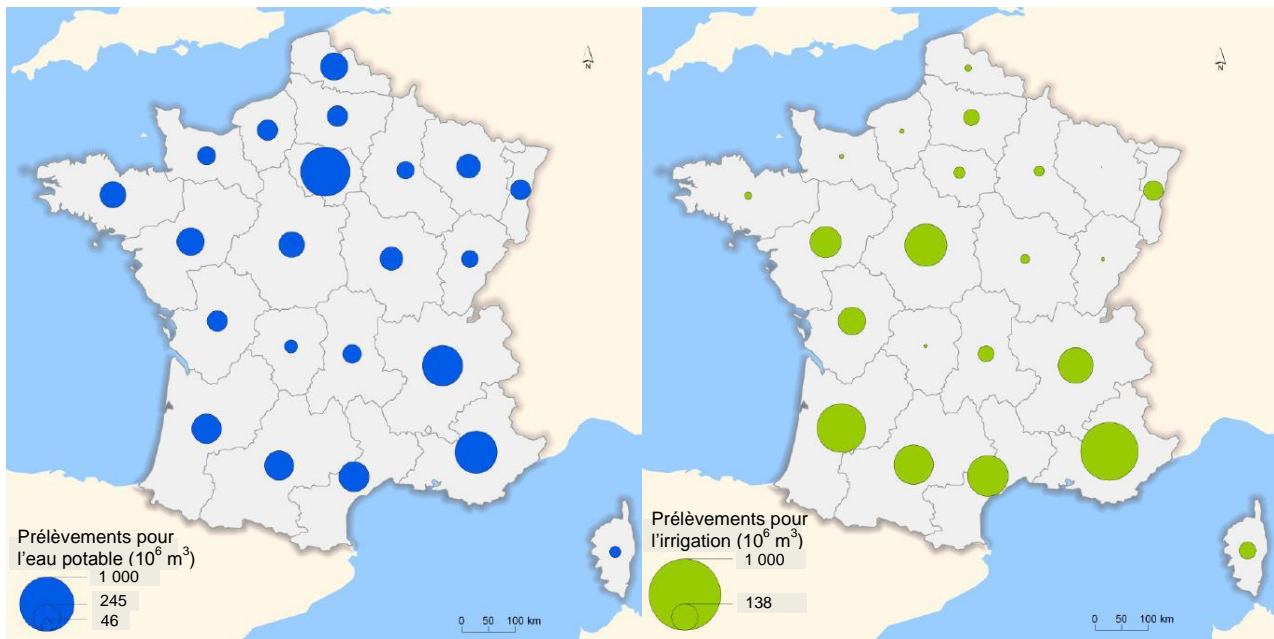 N
Prélèvements pour
l'eau potable (10⁶ m³)
1 000
245
46
0 50 100 km
N
Prélèvements pour
l'irrigation (10⁶ m³)
1 000
138
0 50 100 km